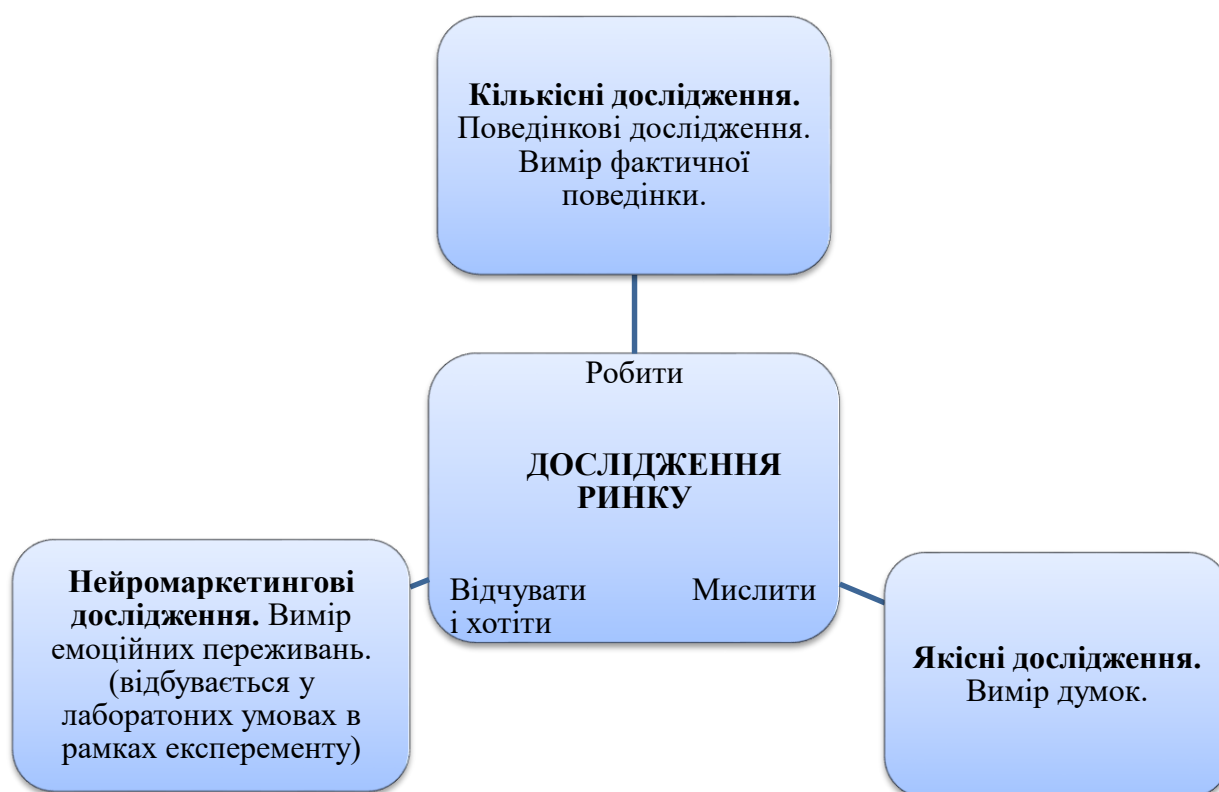 Кількісні дослідження.
Поведінкові дослідження.
Вимір фактичної
поведінки.
Робити
ДОСЛІДЖЕННЯ
РИНКУ
Відчувати
і хотіти
Мислити
Нейромаркетингові
дослідження. Вимір
емоційних переживань.
(відбувається у
лаборатоних умовах в
рамках експеременту)
Якісні дослідження.
Вимір думок.